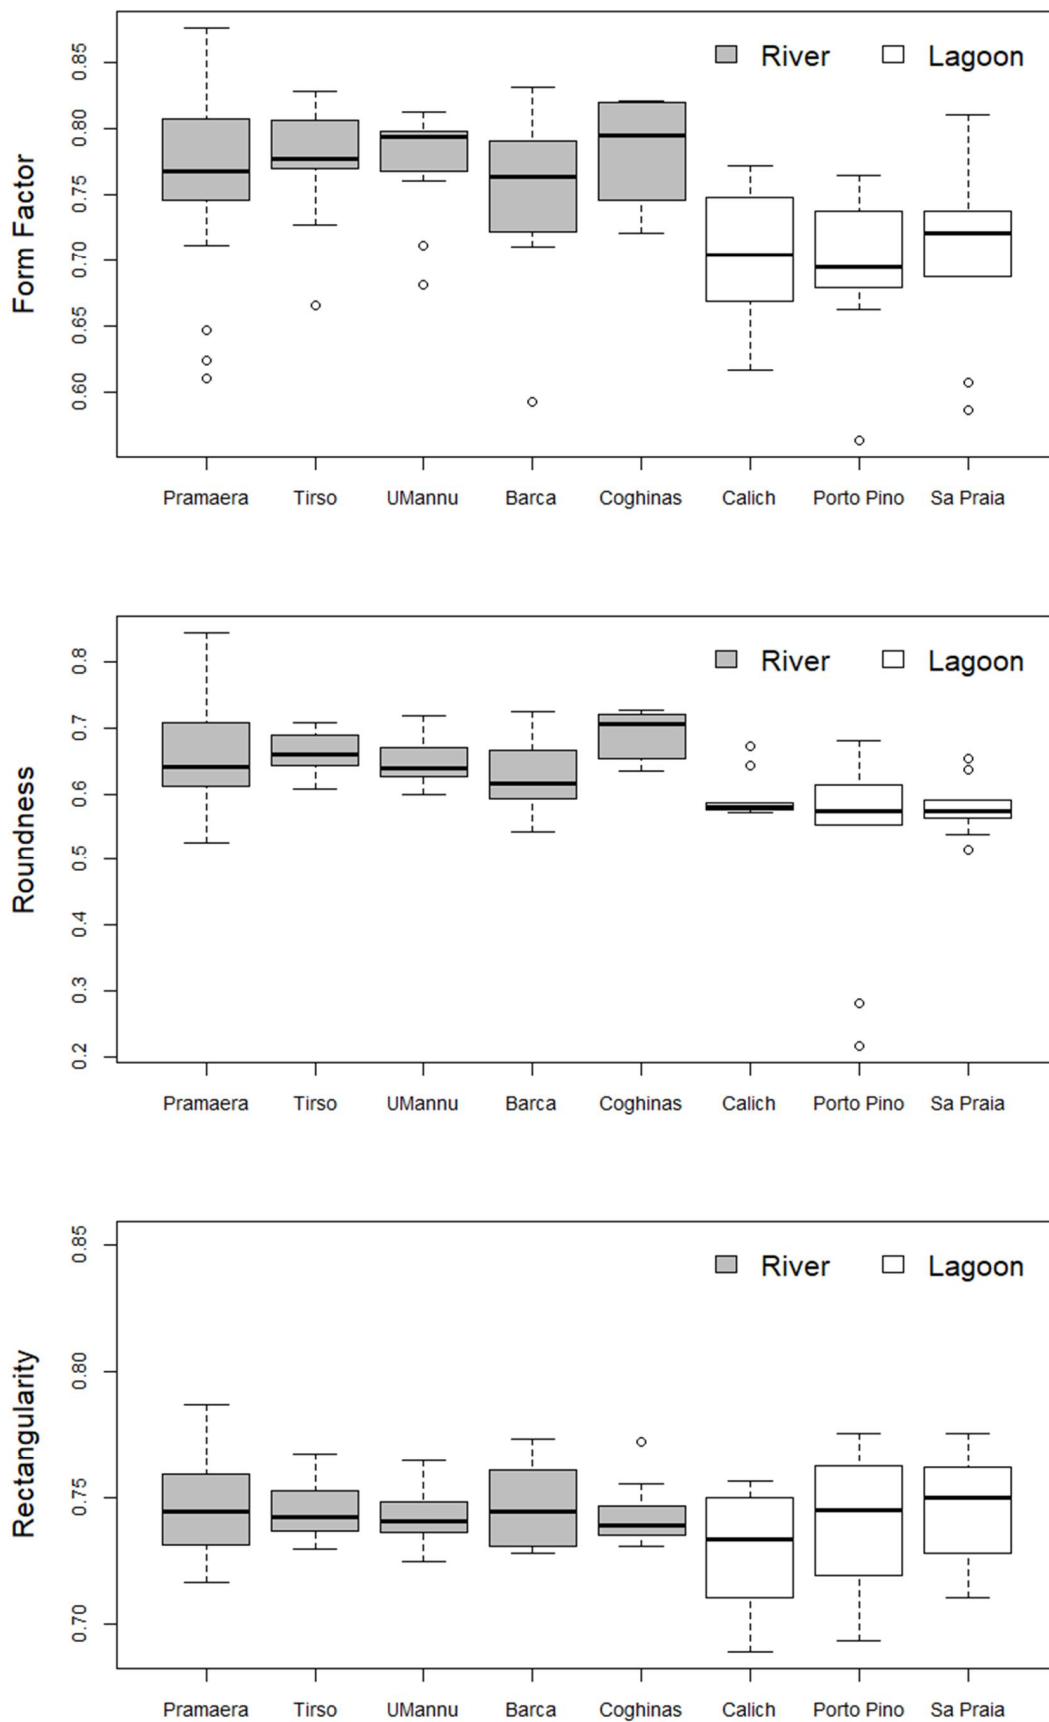 Form Factor
0.85
0.80
0.75
0.70
0.65
0.60
River Lagoon
Pramaera Tirso UMannu Barca Coghinas Calich Porto Pino Sa Praia
Roundness
0.8
0.7
0.6
0.5
0.4
0.3
0.2
River Lagoon
Pramaera Tirso UMannu Barca Coghinas Calich Porto Pino Sa Praia
Rectangularity
0.85
0.80
0.75
0.70
River Lagoon
Pramaera Tirso UMannu Barca Coghinas Calich Porto Pino Sa Praia